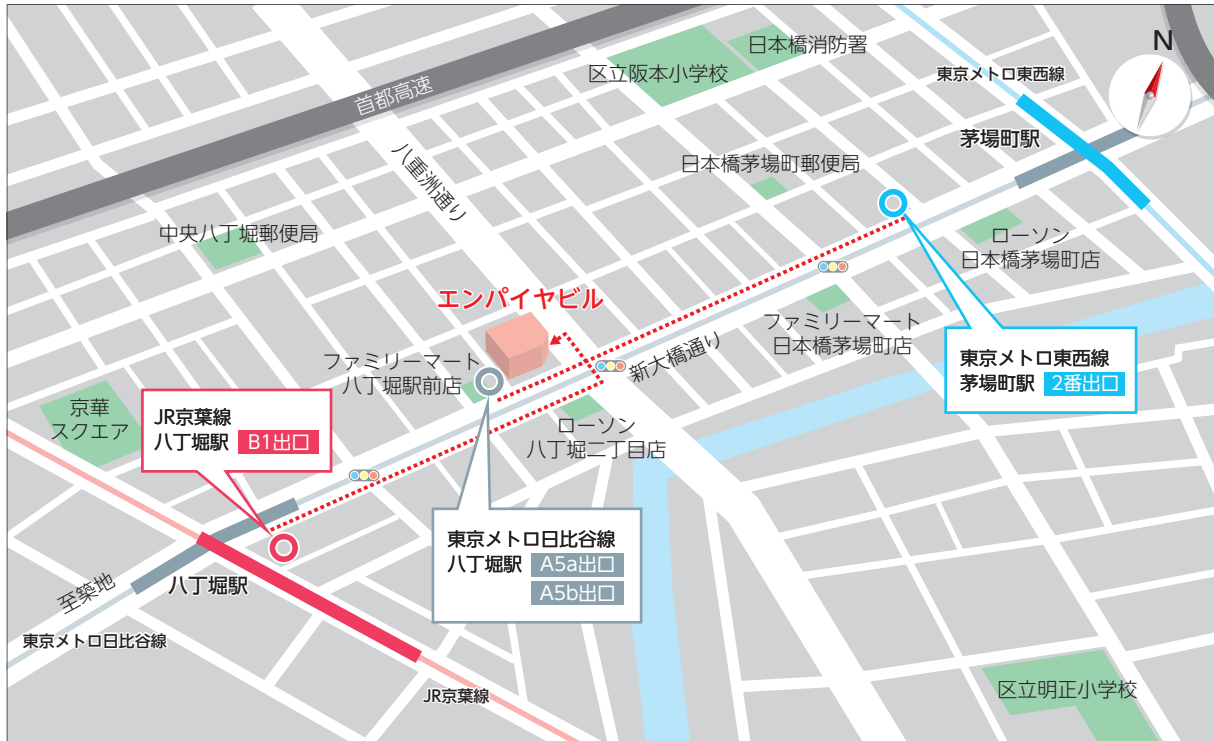 日本橋消防署
区立阪本小学校
N
東京メトロ東西線
茅場町駅
首都高速
八重洲通り
日本橋茅場町郵便局
中央八丁堀郵便局
ローソン
日本橋茅場町店
エンパイヤビル
ファミリーマート
日本橋茅場町店
新大橋通り
ファミリーマート
八丁堀駅前店
東京メトロ東西線
茅場町駅 2番出口
京華
スクエア
JR京葉線
八丁堀駅 B1出口
ローソン
八丁堀二丁目店
東京メトロ日比谷線
八丁堀駅 A5a出口
A5b出口
八丁堀駅
至築地
東京メトロ日比谷線
JR京葉線
区立明正小学校